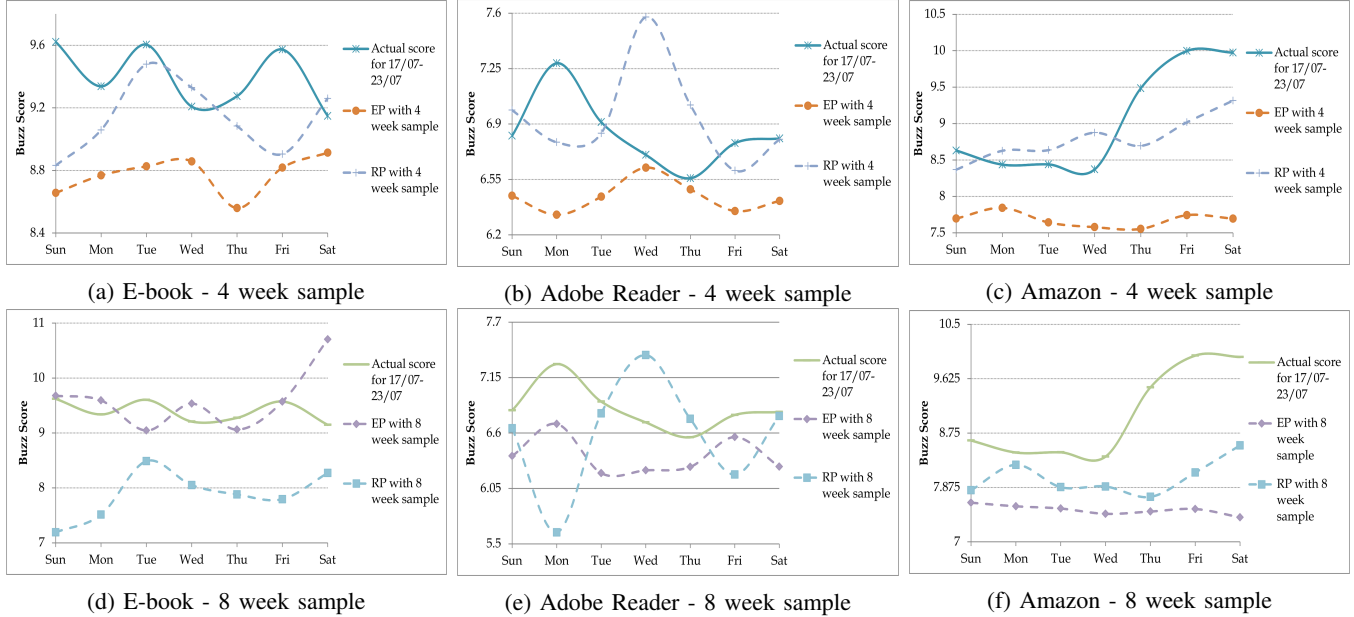 Buzz Score
9.6
9.2
8.8
8.4
Sun Mon Tue Wed Thu Fri Sat
Actual score
for 17/07-
23/07
EP with 4
week sample
RP with 4
week sample
(a) E-book - 4 week sample
Buzz Score
7.6
7.25
6.9
6.55
6.2
Sun Mon Tue Wed Thu Fri Sat
Actual score
for 17/07-
23/07
EP with 4
week sample
RP with 4
week sample
(b) Adobe Reader - 4 week sample
Buzz Score
10.5
10
9.5
9
8.5
8
7.5
Sun Mon Tue Wed Thu Fri Sat
Actual score
for 17/07-
23/07
EP with 4
week sample
RP with 4
week sample
(c) Amazon - 4 week sample
Buzz Score
11
10
9
8
7
Sun Mon Tue Wed Thu Fri Sat
Actual score
for 17/07-
23/07
EP with 8
week sample
RP with 8
week sample
(d) E-book - 8 week sample
Buzz Score
7.7
7.15
6.6
6.05
5.5
Sun Mon Tue Wed Thu Fri Sat
Actual score
for 17/07-
23/07
EP with 8
week sample
RP with 8
week sample
(e) Adobe Reader - 8 week sample
Buzz Score
10.5
9.625
8.75
7.875
7
Sun Mon Tue Wed Thu Fri Sat
Actual score
for 17/07-
23/07
EP with 8
week
sample
RP with 8
week
sample
(f) Amazon - 8 week sample